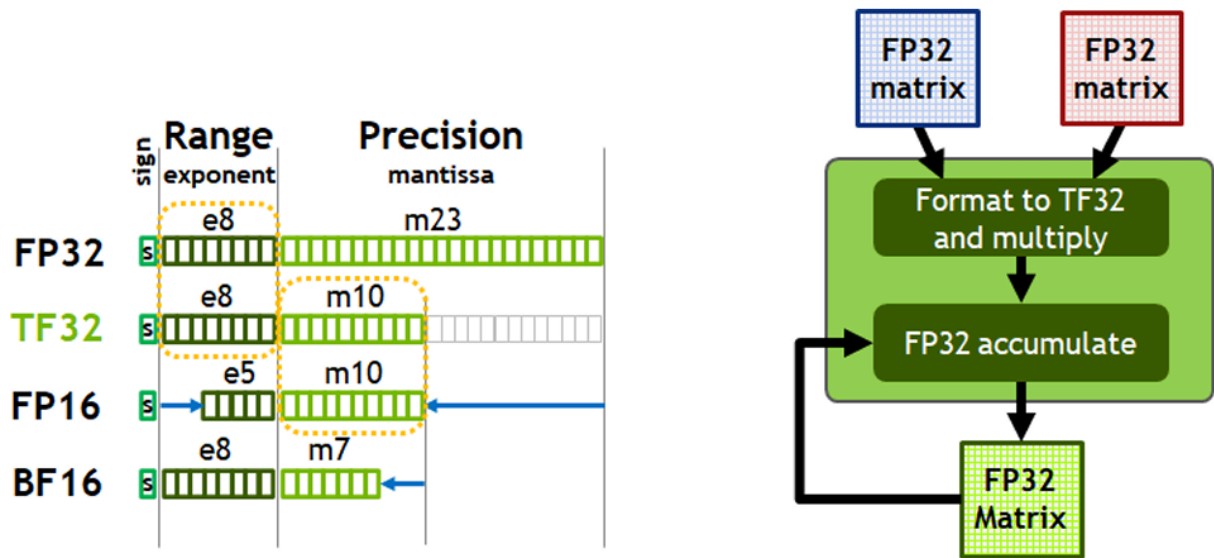 sign
Range
exponent
Precision
mantissa
FP32
s
e8
m23
TF32
s
e8
m10
FP16
s
e5
m10
BF16
s
e8
m7
FP32
matrix
FP32
matrix
Format to TF32
and multiply
FP32 accumulate
FP32
Matrix